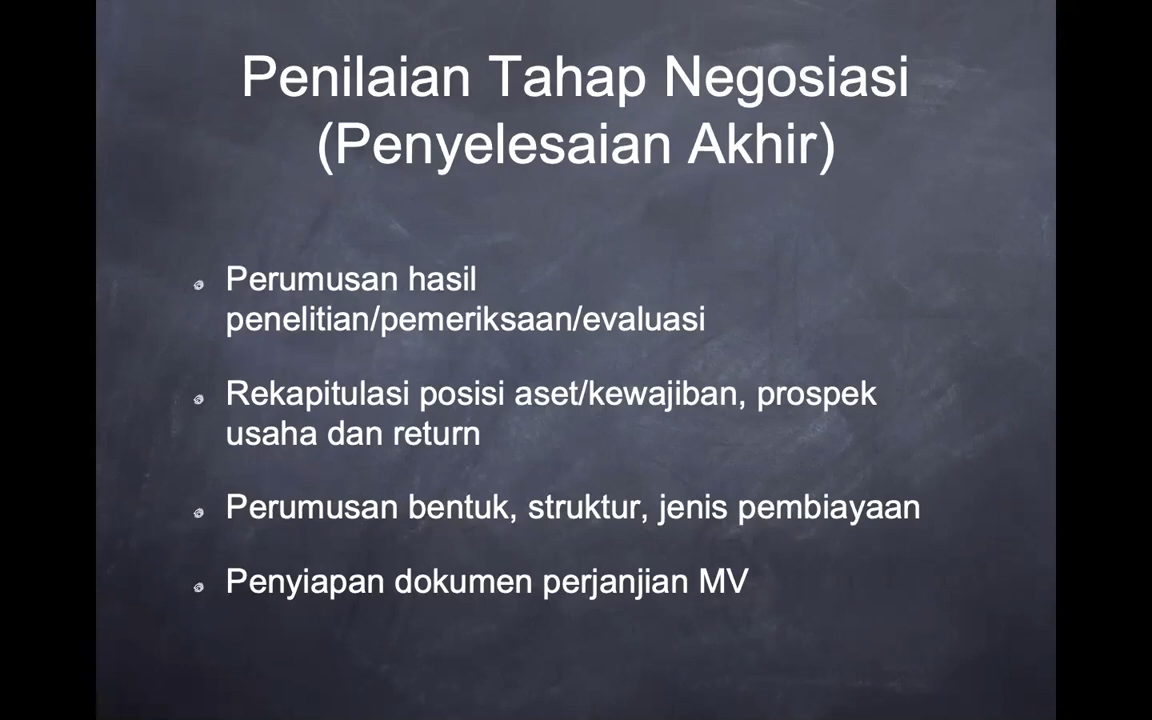 Penilaian Tahap Negosiasi
(Penyelesaian Akhir)
Perumusan hasil
penelitian/pemeriksaan/evaluasi
Rekapitulasi posisi aset/kewajiban, prospek
usaha dan return
Perumusan bentuk, struktur, jenis pembiayaan
Penyiapan dokumen perjanjian MV